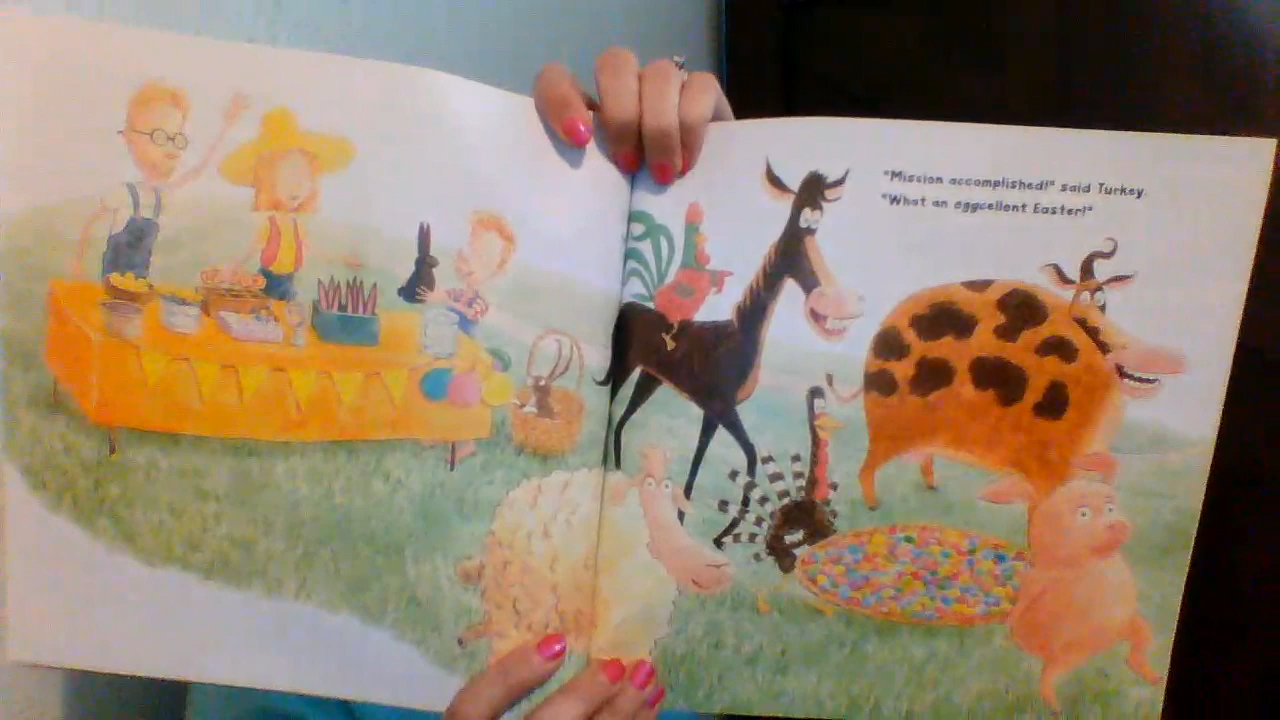 "Mission accomplished!" said Turkey.
"What an eggcellent Easter!"